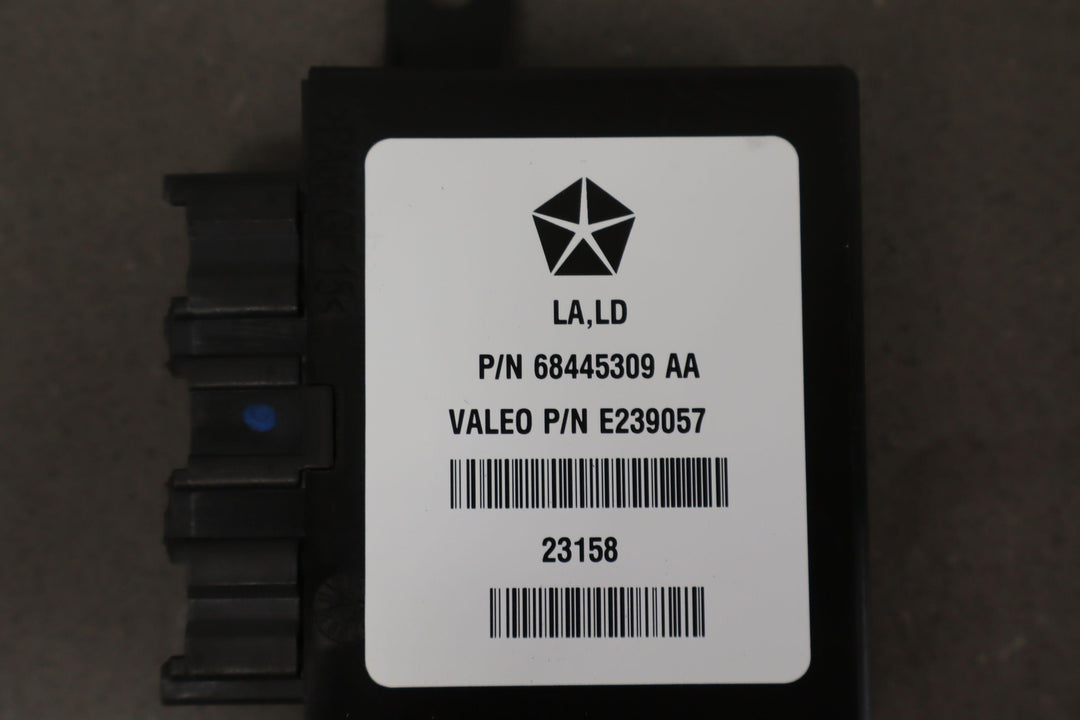 LA,LD
P/N 68445309 AA
VALEO P/N E239057
23158